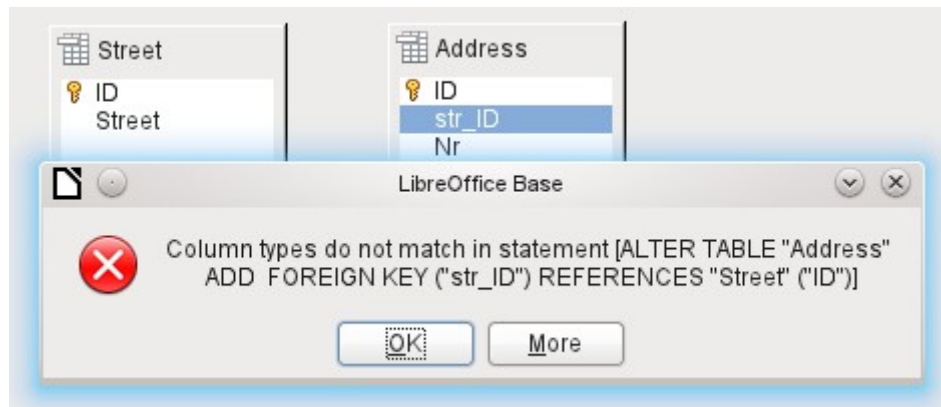 Street
ID
Street
Address
ID
str_ID
Nr
LibreOffice Base
Column types do not match in statement [ALTER TABLE "Address"
ADD  FOREIGN KEY ("str_ID") REFERENCES "Street" ("ID")]
OK
More